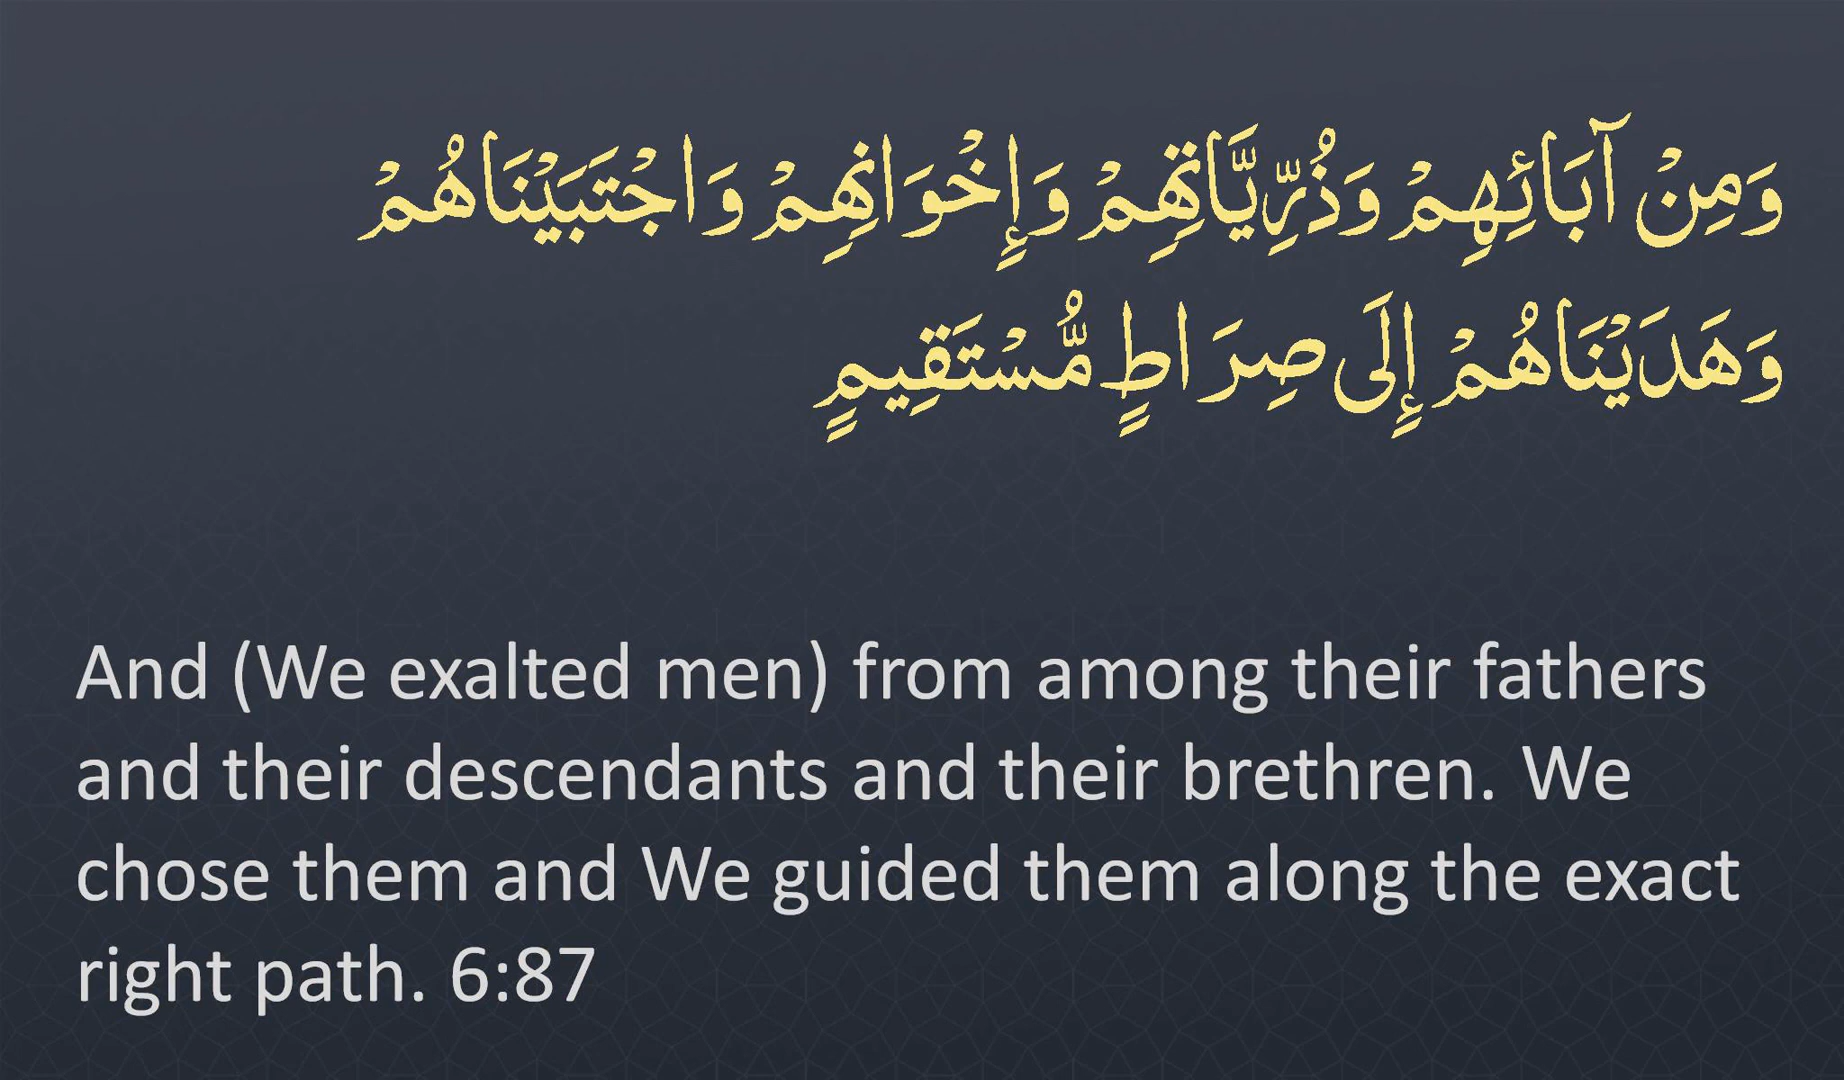 وَمِنْ آبَائِهِمْ وَذُرِّيَّاتِهِمْ وَإِخْوَانِهِمْ وَاجْتَبَيْنَاهُمْ
وَهَدَيْنَاهُمْ إِلَى صِرَاطٍ مُّسْتَقِيمٍ
And (We exalted men) from among their fathers
and their descendants and their brethren. We
chose them and We guided them along the exact
right path. 6:87